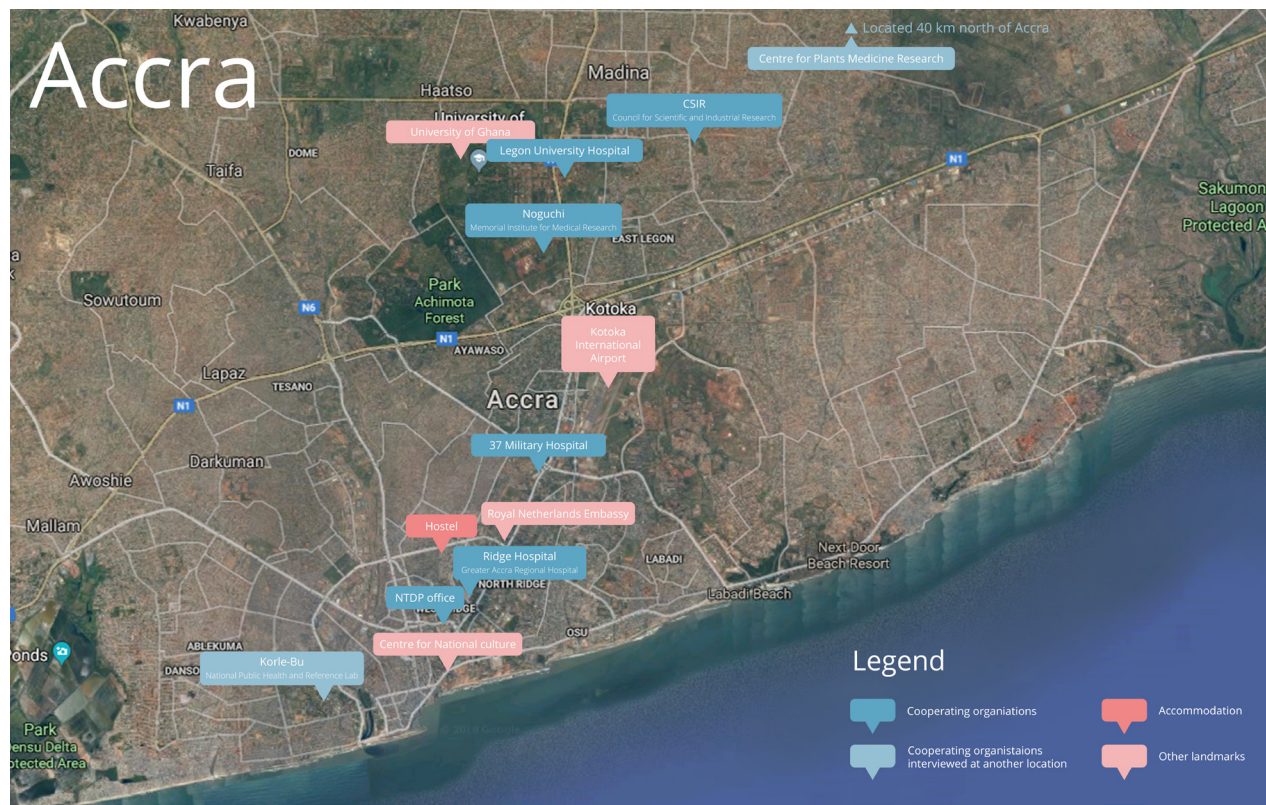 Kwabenya
Accra
Located 40 km north of Accra
Centre for Plants Medicine Research
Madina
Haatso
CSIR
Council for Scientific and Industrial Research
University of
University of Ghana
Legon University Hospital
DOME
N1
Taifa
Sakumon
Lagoon
Protected A
Noguchi
Memorial Institute for Medical Research
EAST LEGON
Park
Achimota
Forest
Sowutoum
N6
Kotoka
Kotoka
International
Airport
N1
AYAWASO
Lapaz
TESANO
N1
Accra
37 Military Hospital
Darkuman
Awoshie
Mallam
Royal Netherlands Embassy
Hostel
Ridge Hospital
Greater Accra Regional Hospital
NORTH RIDGE
LABADI
Next Door
Beach Resort
Labadi Beach
NTDP office
OSU
Centre for National culture
ABLEKUMA
onds
DANSO
Korle-Bu
National Public Health and Reference Lab
Park
ensu Delta
otected Area
Legend
Cooperating organiations
Accommodation
Cooperating organistaions
interviewed at another location
Other landmarks